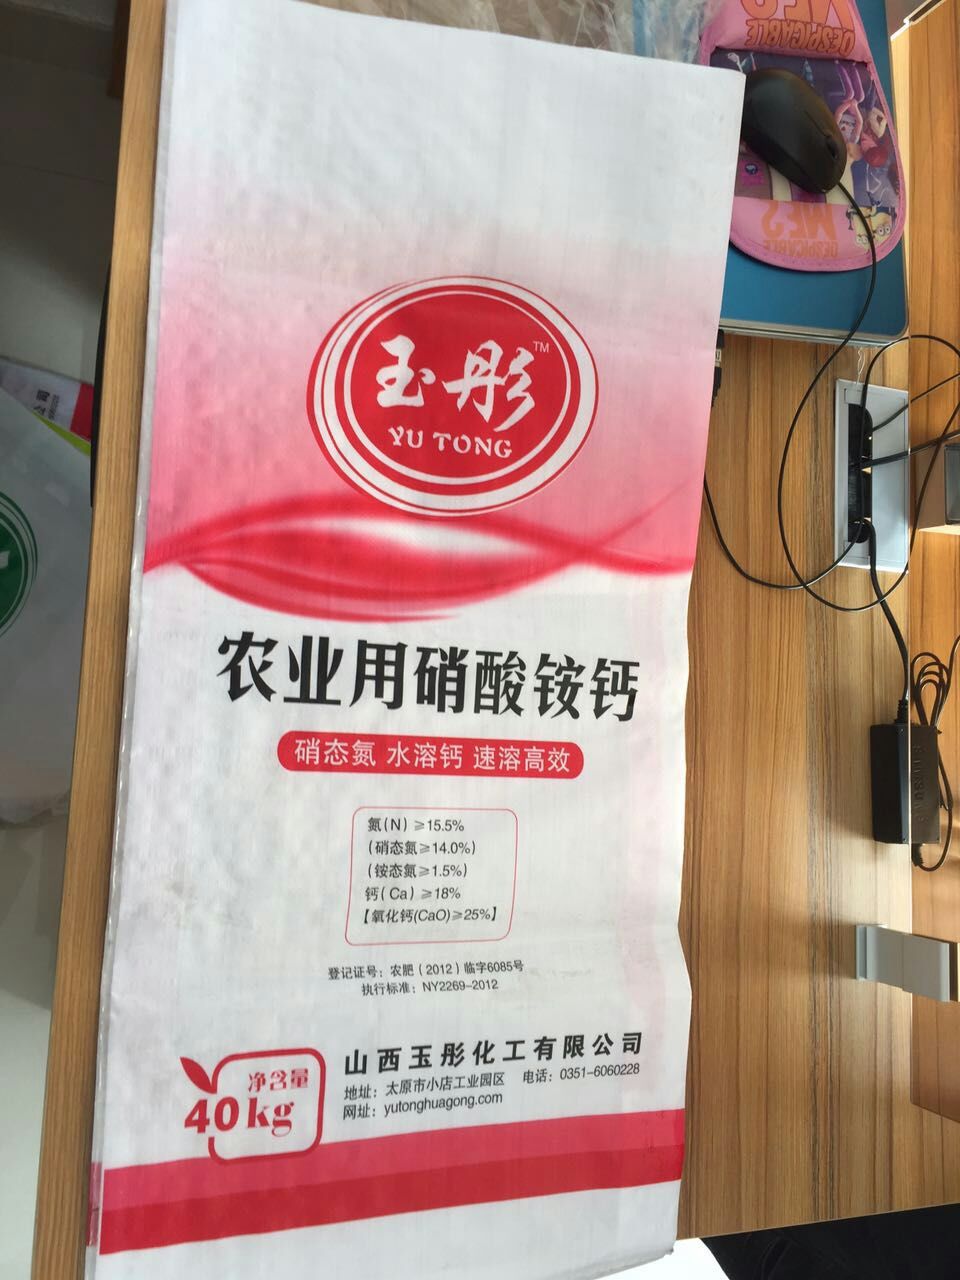 DESPICABLE
ME2
DESPICABLE
公司
玉彤 TM
YU TONG
农业用硝酸铵钙
硝态氮 水溶钙 速溶高效
氮(N)≥15.5%
(硝态氮≥14.0%)
(铵态氮≥1.5%)
钙(Ca)≥18%
【氧化钙(CaO)≥25%】
登记证号：农肥（2012）临字6085号
执行标准：NY2269-2012
净含量
40kg
山西玉彤化工有限公司
地址：太原市小店工业园区 电话：0351-6060228
网址：yutonghuagong.com